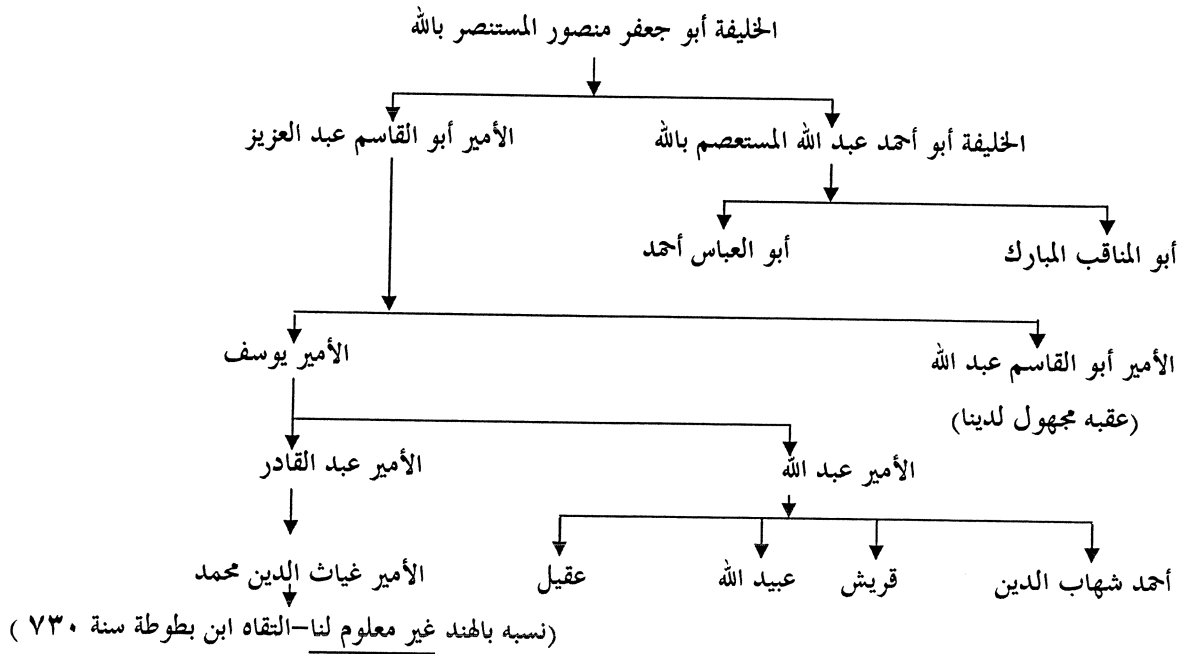 الخليفة أبو جعفر منصور المستنصر بالله
الخليفة أبو أحمد عبد الله المستعصم بالله
الأمير أبو القاسم عبد العزيز
أبو المناقب المبارك
أبو العباس أحمد
الأمير أبو القاسم عبد الله
(عقبه مجهول لدينا)
الأمير يوسف
الأمير عبد الله
الأمير عبد القادر
أحمد شهاب الدين
قريش
عبيد الله
عقيل
الأمير غياث الدين محمد
(نسبه بالهند غير معلوم لنا–التقاه ابن بطوطة سنة ٧٣٠ )